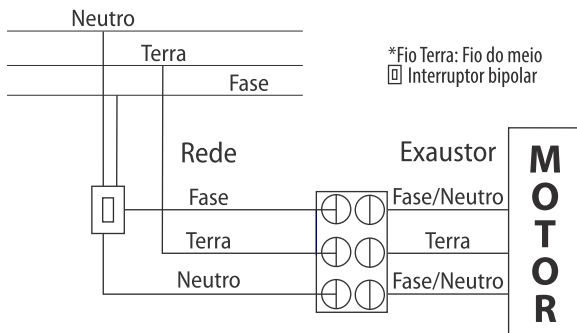 Neutro
Terra
Fase
*Fio Terra: Fio do meio
Interruptor bipolar
Rede
Exaustor
Fase
Fase/Neutro
Terra
Terra
Neutro
Fase/Neutro
MOTOR